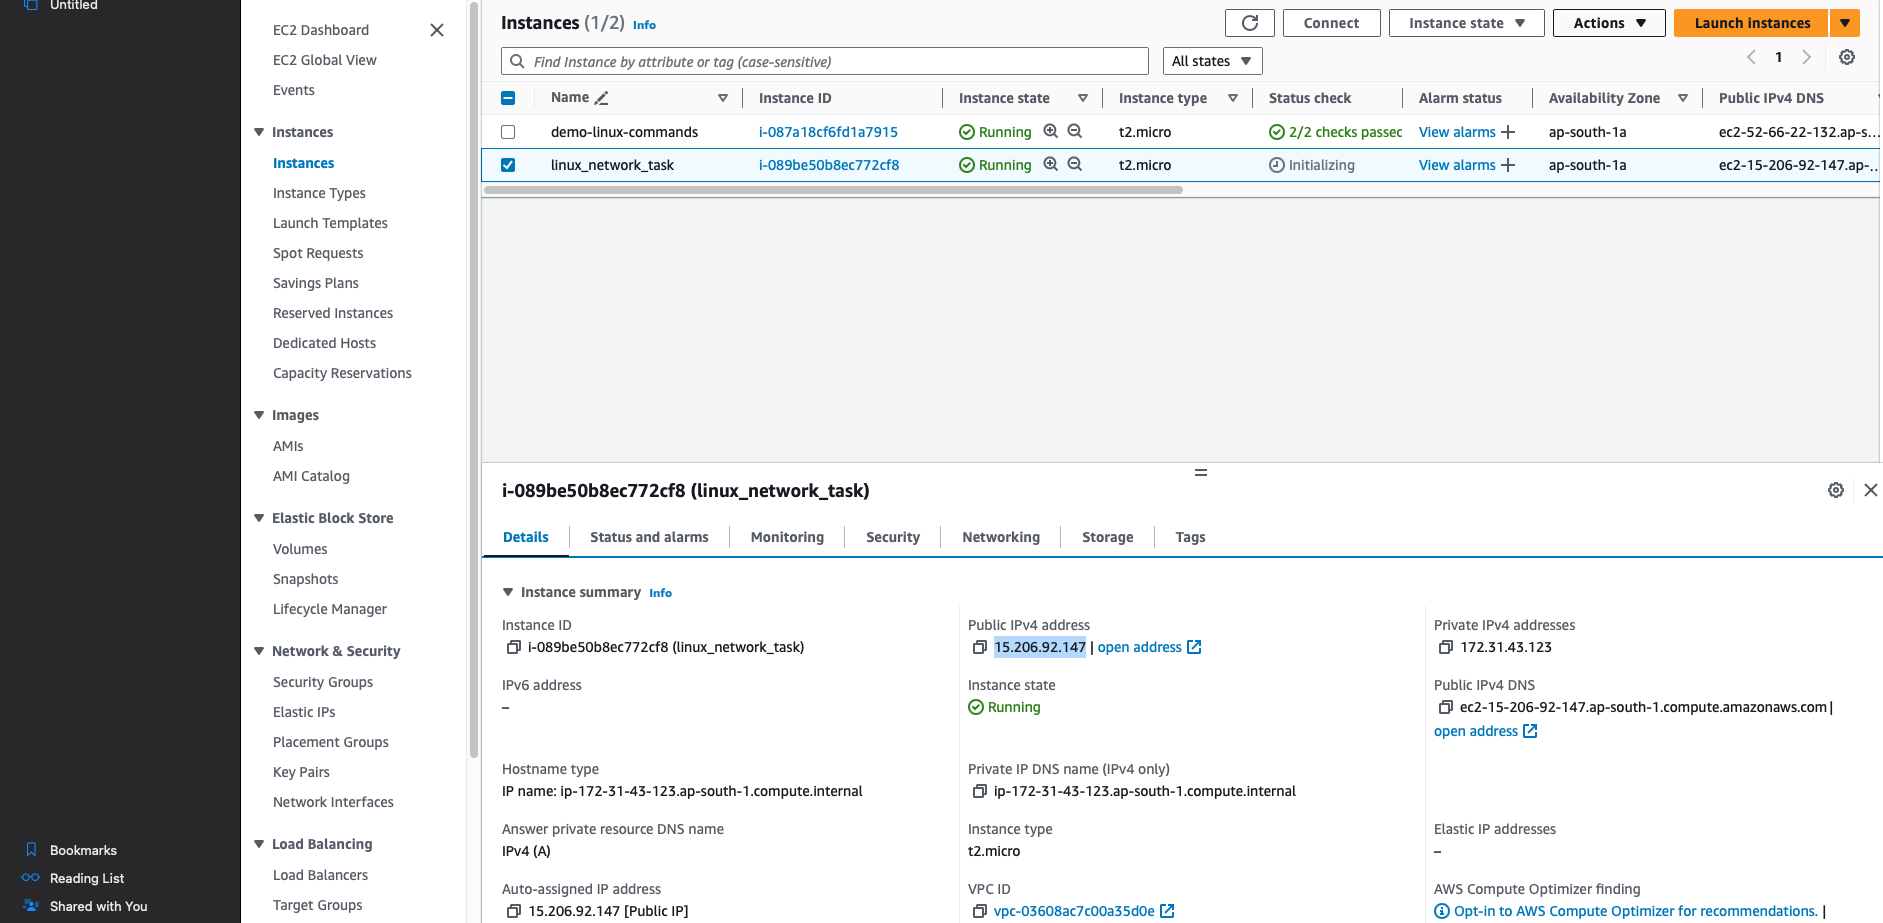 Untitled
Bookmarks
Reading List
Shared with You
EC2 Dashboard
EC2 Global View
Events
Instances
Instances
Instance Types
Launch Templates
Spot Requests
Savings Plans
Reserved Instances
Dedicated Hosts
Capacity Reservations
Images
AMIs
AMI Catalog
Elastic Block Store
Volumes
Snapshots
Lifecycle Manager
Network & Security
Security Groups
Elastic IPs
Placement Groups
Key Pairs
Network Interfaces
Load Balancing
Load Balancers
Target Groups
Instances (1/2) Info
Connect Instance state Actions Launch instances
Find Instance by attribute or tag (case-sensitive) All states 1
Name Instance ID Instance state Instance type Status check Alarm status Availability Zone Public IPv4 DNS
demo-linux-commands i-087a18cf6fd1a7915 Running t2.micro 2/2 checks passec View alarms ap-south-1a ec2-52-66-22-132.ap-s...
linux_network_task i-089be50b8ec772cf8 Running t2.micro Initializing View alarms ap-south-1a ec2-15-206-92-147.ap-...
i-089be50b8ec772cf8 (linux_network_task)
Details Status and alarms Monitoring Security Networking Storage Tags
Instance summary Info
Instance ID
i-089be50b8ec772cf8 (linux_network_task)
Public IPv4 address
15.206.92.147 | open address
Private IPv4 addresses
172.31.43.123
IPv6 address
–
Instance state
Running
Public IPv4 DNS
ec2-15-206-92-147.ap-south-1.compute.amazonaws.com |
open address
Hostname type
IP name: ip-172-31-43-123.ap-south-1.compute.internal
Private IP DNS name (IPv4 only)
ip-172-31-43-123.ap-south-1.compute.internal
Answer private resource DNS name
IPv4 (A)
Instance type
t2.micro
Elastic IP addresses
–
Auto-assigned IP address
15.206.92.147 [Public IP]
VPC ID
vpc-03608ac7c00a35d0e
AWS Compute Optimizer finding
Opt-in to AWS Compute Optimizer for recommendations. |